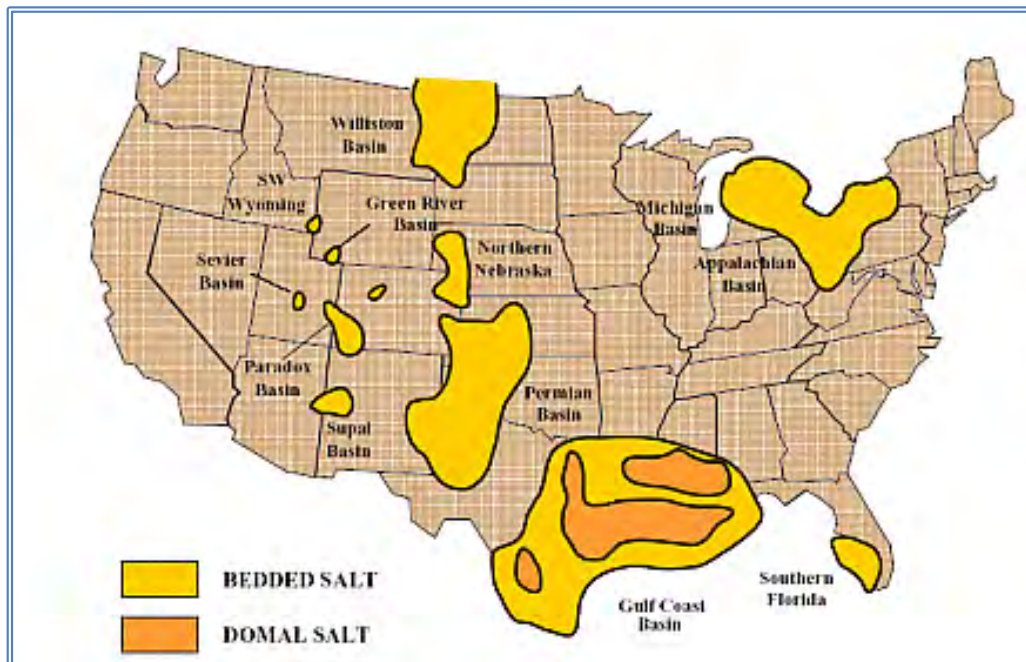 Williston
Basin
SW
Wyoming
Green River
Basin
Michigan
Basin
Sevier
Basin
Northern
Nebraska
Appalachian
Basin
Paradox
Basin
Permian
Basin
Supal
Basin
BEDDED SALT
DOMAL SALT
Southern
Florida
Gulf Coast
Basin